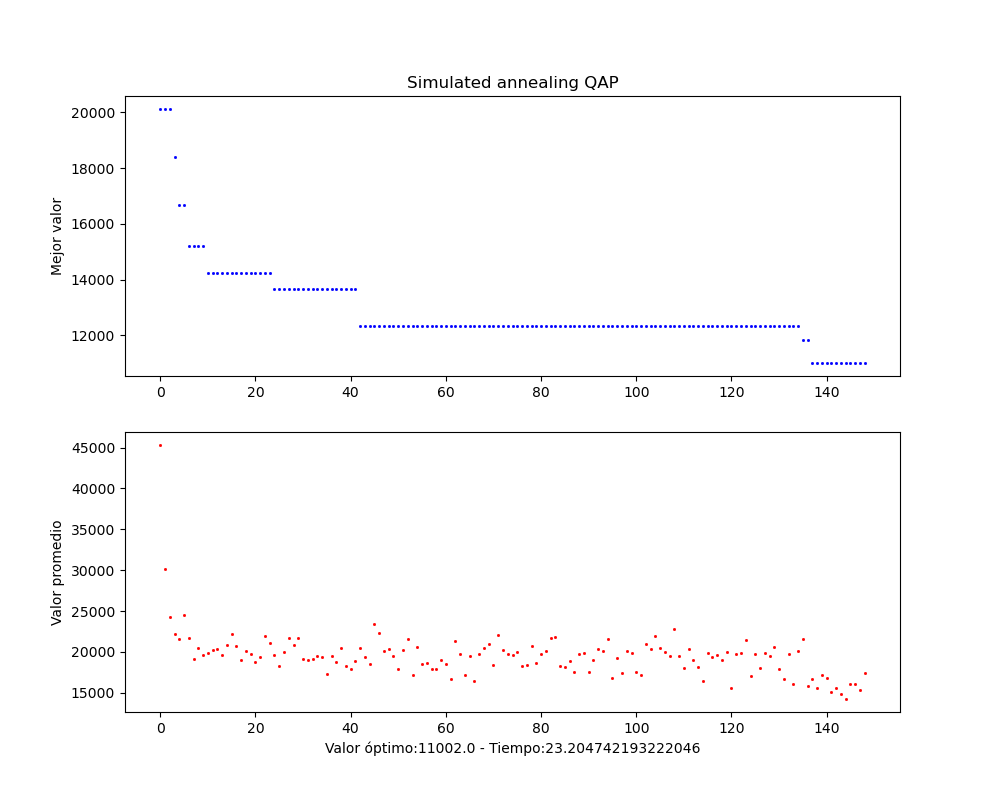 Simulated annealing QAP
Mejor valor
20000
18000
16000
14000
12000
0 20 40 60 80 100 120 140
Valor promedio
45000
40000
35000
30000
25000
20000
15000
0 20 40 60 80 100 120 140
Valor óptimo:11002.0 - Tiempo:23.204742193222046